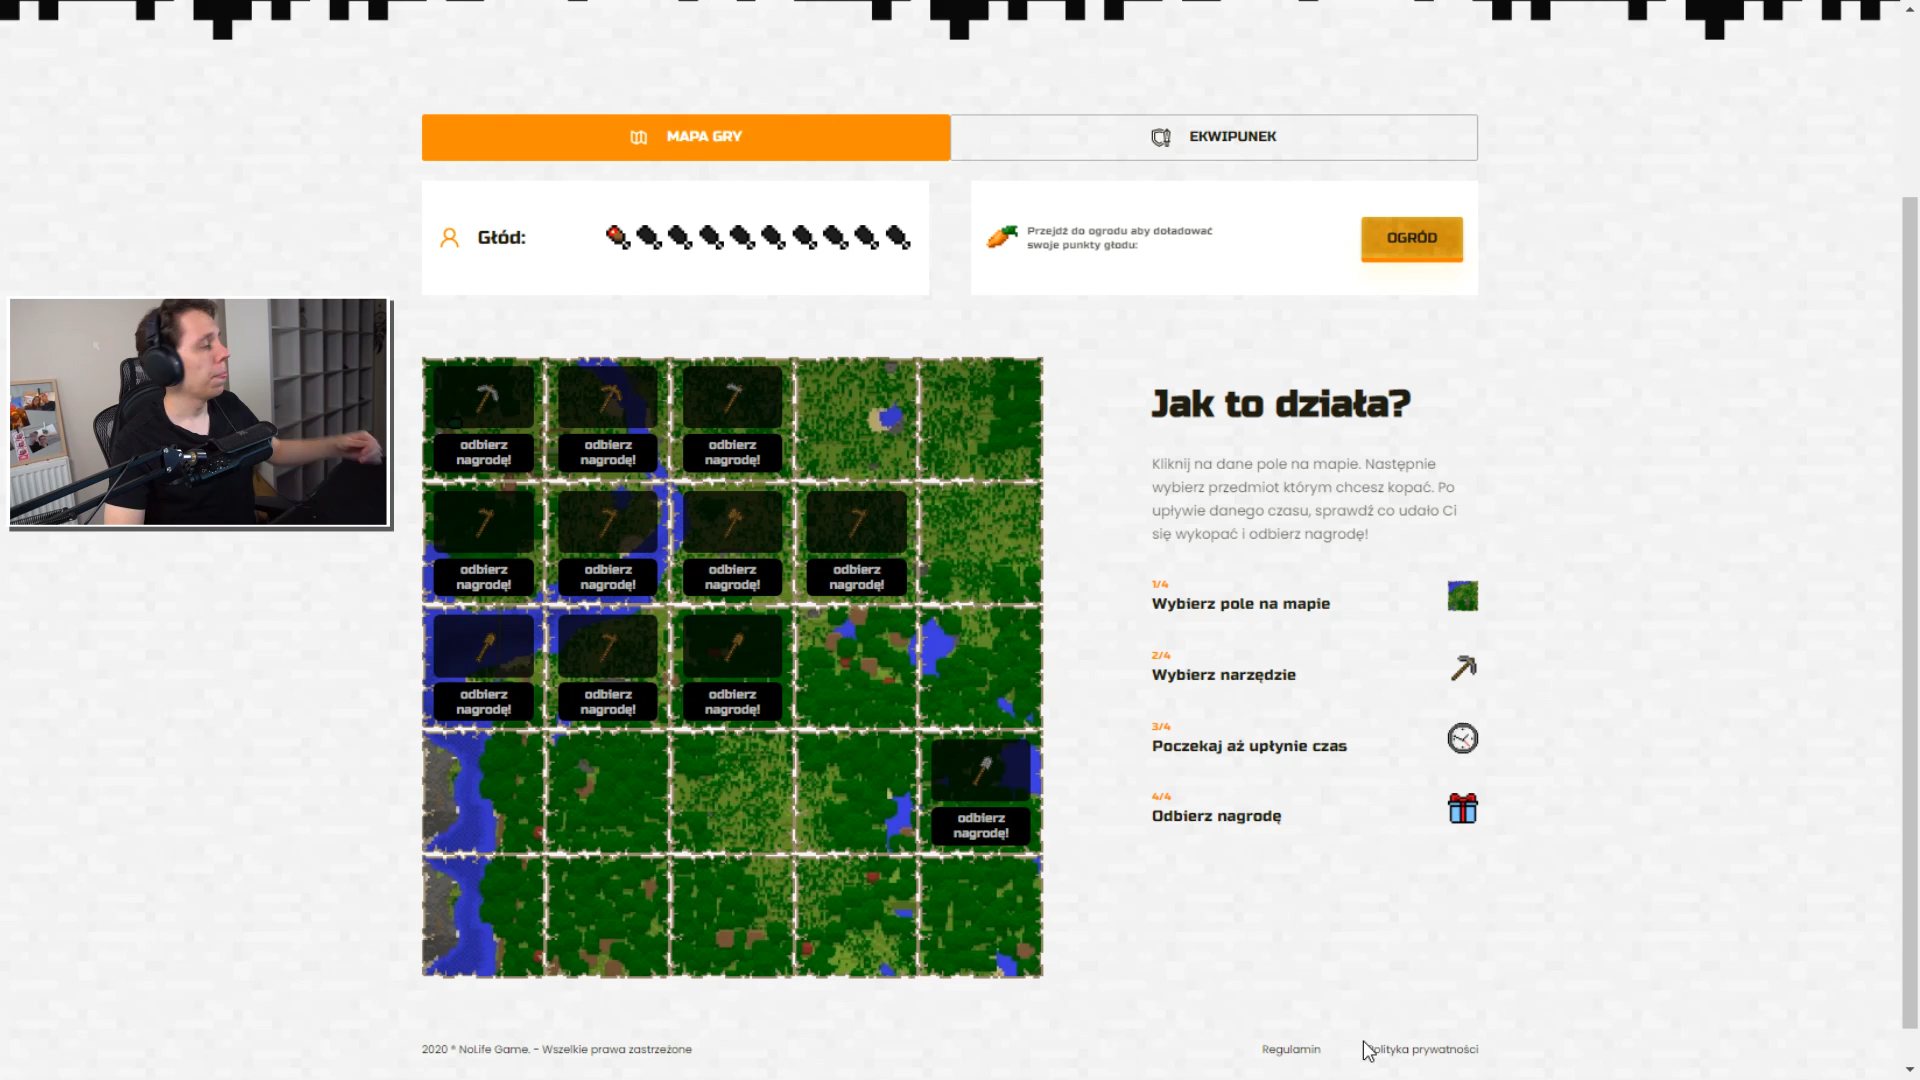 MAPA GRY
EKWIPUNEK
Głód:
Przejdź do ogrodu aby doładować
swoje punkty głodu:
OGRÓD
odbierz
nagrodę!
odbierz
nagrodę!
odbierz
nagrodę!
odbierz
nagrodę!
odbierz
nagrodę!
odbierz
nagrodę!
odbierz
nagrodę!
odbierz
nagrodę!
odbierz
nagrodę!
odbierz
nagrodę!
odbierz
nagrodę!
Jak to działa?
Kliknij na dane pole na mapie. Następnie
wybierz przedmiot którym chcesz kopać. Po
upływie danego czasu, sprawdź co udało Ci
się wykopać i odbierz nagrodę!
1/4
Wybierz pole na mapie
2/4
Wybierz narzędzie
3/4
Poczekaj aż upłynie czas
4/4
Odbierz nagrodę
2020 ® NoLife Game. - Wszelkie prawa zastrzeżone
Regulamin
Polityka prywatności